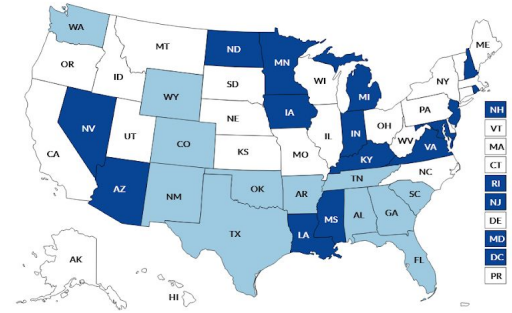 WA
MT
ND
MN
ME
OR
ID
SD
WI
MI
NY
WY
IA
PA
NH
NV
UT
NE
IL
IN
OH
VT
CA
CO
KS
MO
KY
WV
VA
MA
CT
AZ
NM
OK
AR
TN
NC
RI
TX
LA
MS
AL
GA
SC
NJ
DE
AK
HI
FL
MD
DC
PR